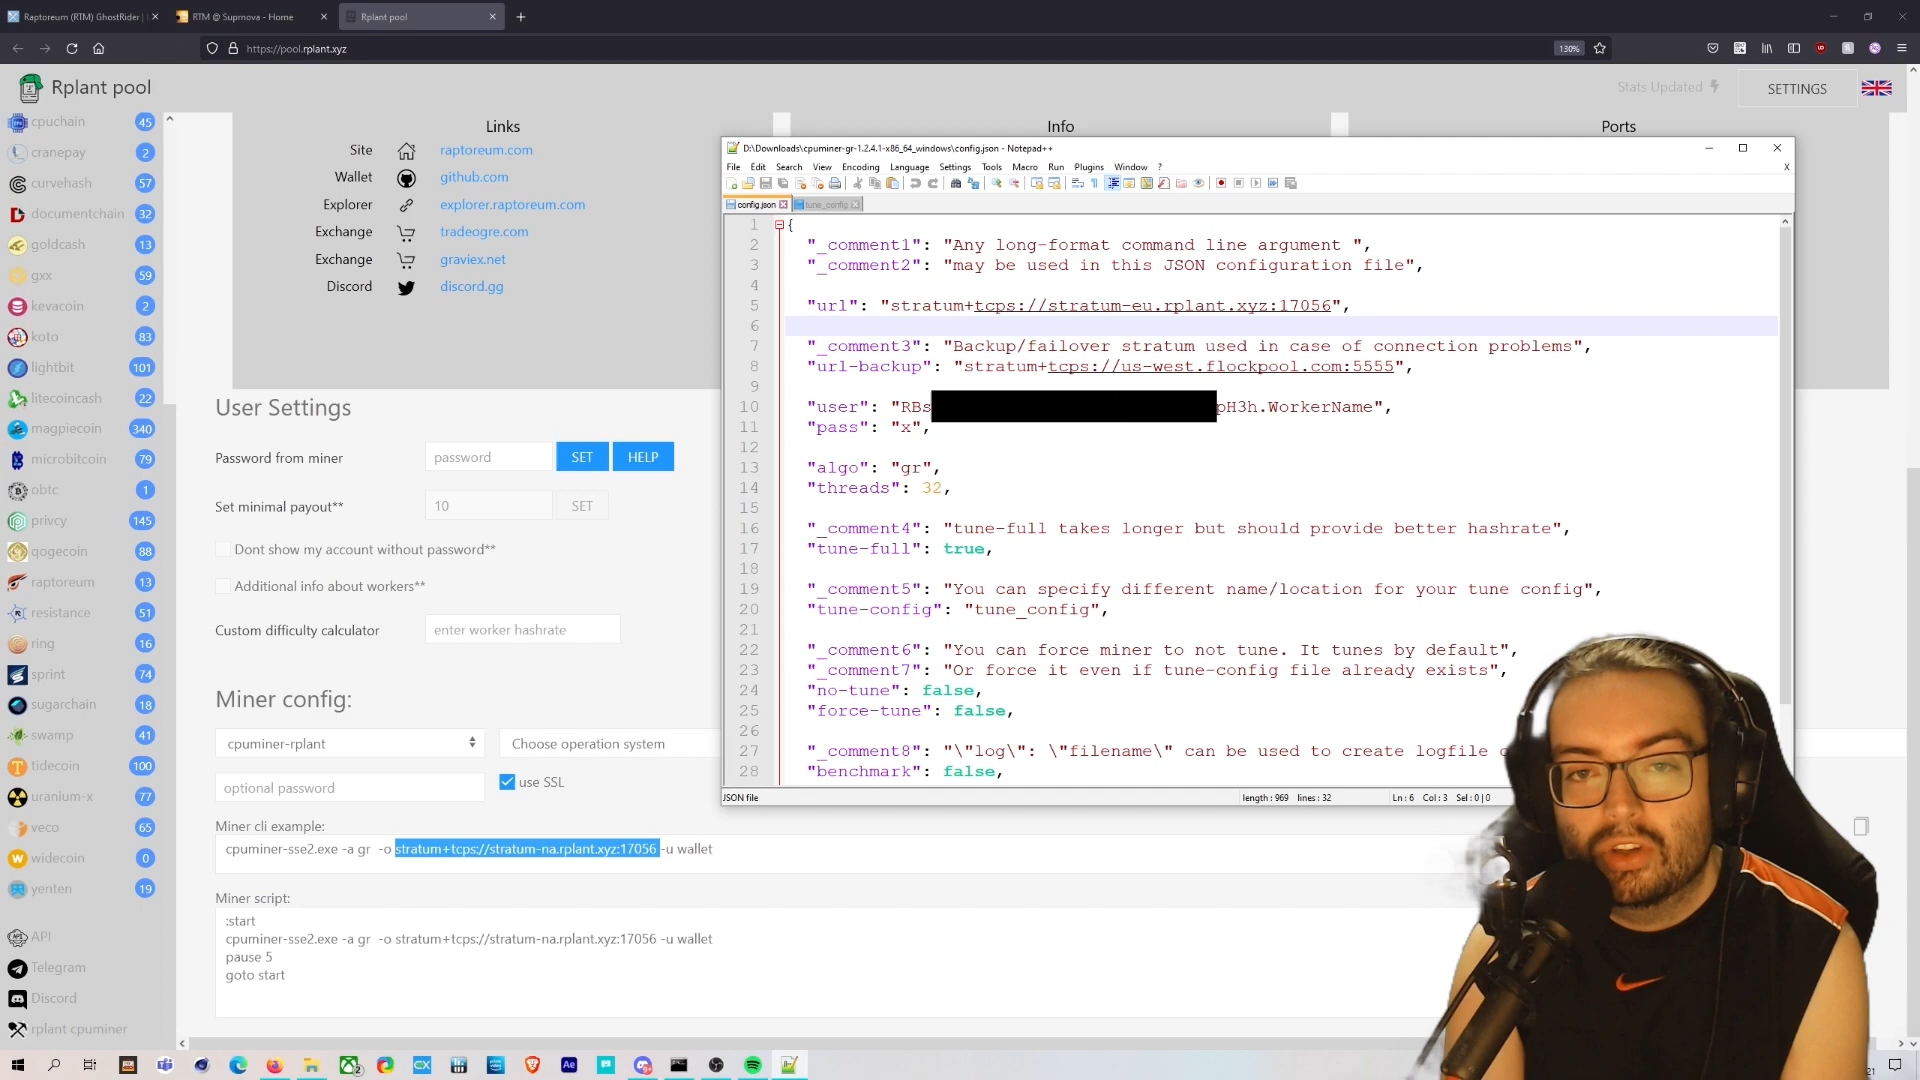 Raptoreum (RTM) GhostRider |
RTM @ Suprnova - Home
Rplant pool
https://pool.rplant.xyz
130%
Rplant pool
Stats Updated
SETTINGS
cpuchain 45
cranepay 2
curvehash 57
documentchain 32
goldcash 13
gxx 59
kevacoin 2
koto 83
lightbit 101
litecoincash 22
magpiecoin 340
microbitcoin 79
obtc 1
privcy 145
qogecoin 88
raptoreum 13
resistance 51
ring 16
sprint 74
sugarchain 18
swamp 41
tidecoin 100
uranium-x 77
veco 65
widecoin 0
yenten 19
API
Telegram
Discord
rplant cpuminer
Links
Site raptoreum.com
Wallet github.com
Explorer explorer.raptoreum.com
Exchange tradeogre.com
Exchange graviex.net
Discord discord.gg
Info
Ports
User Settings
Password from miner password SET HELP
Set minimal payout** 10 SET
Dont show my account without password**
Additional info about workers**
Custom difficulty calculator enter worker hashrate
Miner config:
cpuminer-rplant Choose operation system
optional password use SSL
Miner cli example:
cpuminer-sse2.exe -a gr -o stratum+tcps://stratum-na.rplant.xyz:17056 -u wallet
Miner script:
:start
cpuminer-sse2.exe -a gr -o stratum+tcps://stratum-na.rplant.xyz:17056 -u wallet
pause 5
goto start
D:\Downloads\cpuminer-gr-1.2.4.1-x86_64_windows\config.json - Notepad++
File Edit Search View Encoding Language Settings Tools Macro Run Plugins Window ? X
config.json tune_config
1 {
2 "_comment1": "Any long-format command line argument ",
3 "_comment2": "may be used in this JSON configuration file",
4
5 "url": "stratum+tcps://stratum-eu.rplant.xyz:17056",
6
7 "_comment3": "Backup/failover stratum used in case of connection problems",
8 "url-backup": "stratum+tcps://us-west.flockpool.com:5555",
9
10 "user": "RBs pH3h.WorkerName",
11 "pass": "x",
12
13 "algo": "gr",
14 "threads": 32,
15
16 "_comment4": "tune-full takes longer but should provide better hashrate",
17 "tune-full": true,
18
19 "_comment5": "You can specify different name/location for your tune config",
20 "tune-config": "tune_config",
21
22 "_comment6": "You can force miner to not tune. It tunes by default",
23 "_comment7": "Or force it even if tune-config file already exists",
24 "no-tune": false,
25 "force-tune": false,
26
27 "_comment8": "\"log\": \"filename\" can be used to create logfile
28 "benchmark": false,
JSON file length : 969 lines : 32 Ln : 6 Col : 3 Sel : 0 | 0